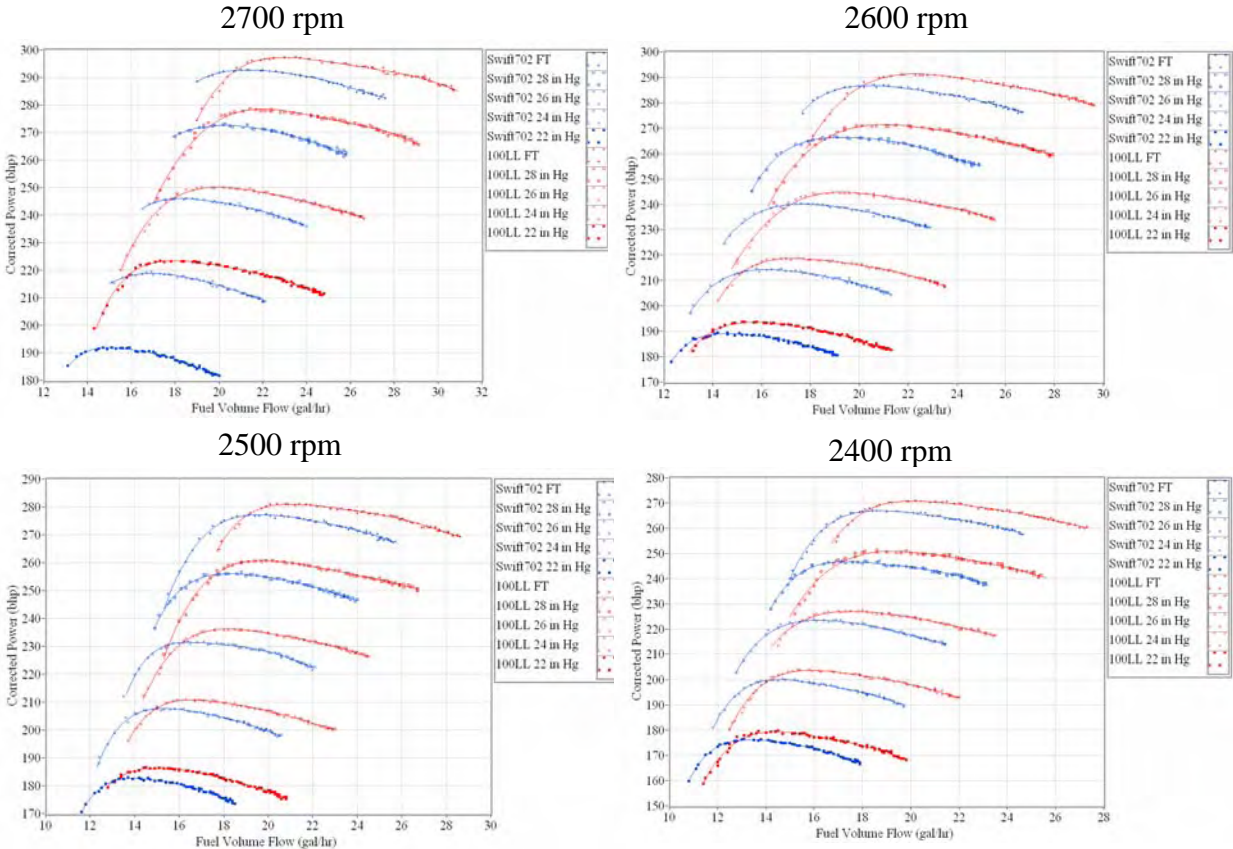 2700 rpm
2600 rpm
Corrected Power (bhp)
300
290
280
270
260
250
240
230
220
210
200
190
180
12 14 16 18 20 22 24 26 28 30 32
Fuel Volume Flow (gal/hr)
Swift702 FT
Swift702 28 in Hg
Swift702 26 in Hg
Swift702 24 in Hg
Swift702 22 in Hg
100LL FT
100LL 28 in Hg
100LL 26 in Hg
100LL 24 in Hg
100LL 22 in Hg
Corrected Power (bhp)
300
290
280
270
260
250
240
230
220
210
200
190
180
170
12 14 16 18 20 22 24 26 28 30
Fuel Volume Flow (gal/hr)
Swift702 FT
Swift702 28 in Hg
Swift702 26 in Hg
Swift702 24 in Hg
Swift702 22 in Hg
100LL FT
100LL 28 in Hg
100LL 26 in Hg
100LL 24 in Hg
100LL 22 in Hg
2500 rpm
2400 rpm
Corrected Power (bhp)
290
280
270
260
250
240
230
220
210
200
190
180
170
10 12 14 16 18 20 22 24 26 28 30
Fuel Volume Flow (gal/hr)
Swift702 FT
Swift702 28 in Hg
Swift702 26 in Hg
Swift702 24 in Hg
Swift702 22 in Hg
100LL FT
100LL 28 in Hg
100LL 26 in Hg
100LL 24 in Hg
100LL 22 in Hg
Corrected Power (bhp)
280
270
260
250
240
230
220
210
200
190
180
170
160
150
10 12 14 16 18 20 22 24 26 28
Fuel Volume Flow (gal/hr)
Swift702 FT
Swift702 28 in Hg
Swift702 26 in Hg
Swift702 24 in Hg
Swift702 22 in Hg
100LL FT
100LL 28 in Hg
100LL 26 in Hg
100LL 24 in Hg
100LL 22 in Hg